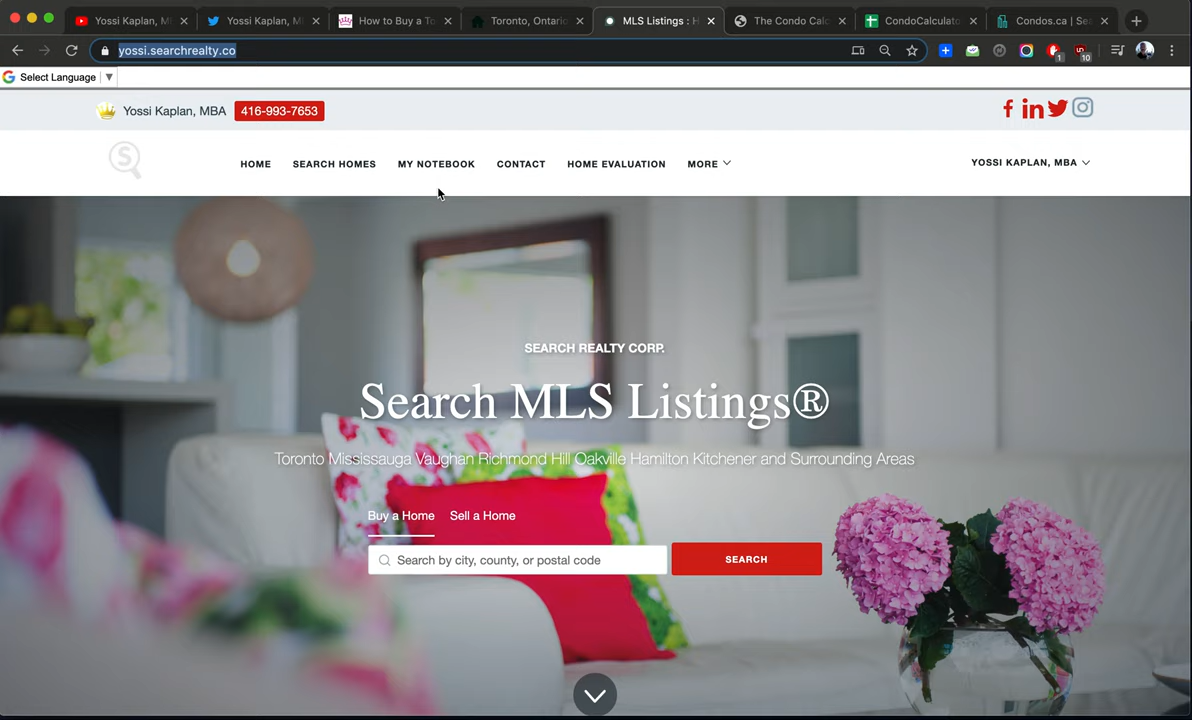 Yossi Kaplan, M
Yossi Kaplan, M
How to Buy a To
Toronto, Ontario
MLS Listings : H
The Condo Calc
CondoCalculato
Condos.ca | Sea
yossi.searchrealty.co
1
10
Select Language
Yossi Kaplan, MBA 416-993-7653
S
HOME SEARCH HOMES MY NOTEBOOK CONTACT HOME EVALUATION MORE YOSSI KAPLAN, MBA
SEARCH REALTY CORP.
Search MLS Listings®
Toronto Mississauga Vaughan Richmond Hill Oakville Hamilton Kitchener and Surrounding Areas
Buy a Home Sell a Home
Search by city, county, or postal code SEARCH